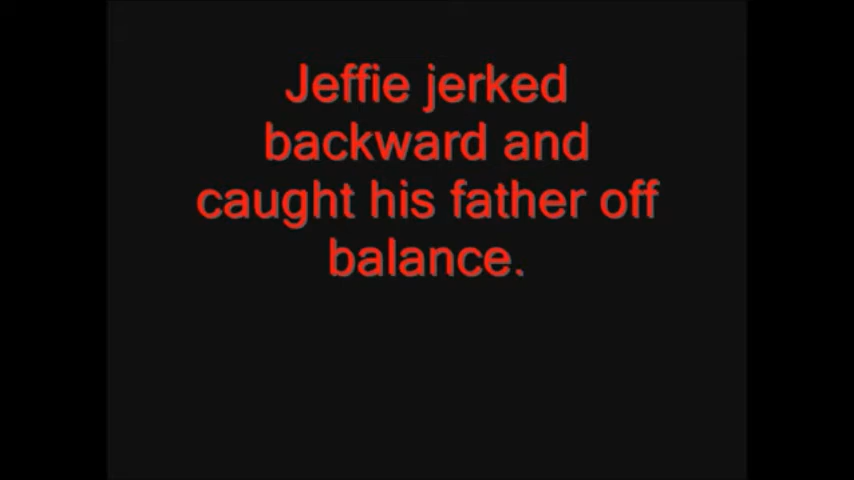 Jeffie jerked
backward and
caught his father off
balance.